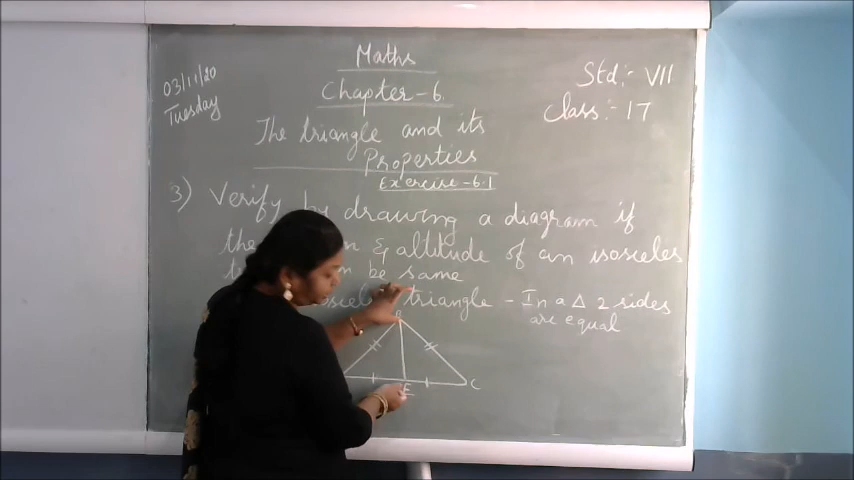 03/11/20
Tuesday
Maths
Chapter-6
Std:- VII
Class:- 17
The triangle and its
Properties
Exercise-6.1
3) Verify by drawing a diagram if
the & altitude of an isosceles
be same
triangle - In a Δ 2 sides
are equal
E
C